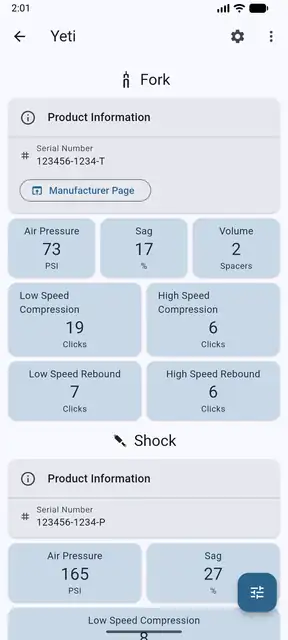 2:01
Yeti
Fork
Product Information
Serial Number
123456-1234-T
Manufacturer Page
Air Pressure
73
PSI
Sag
17
%
Volume
2
Spacers
Low Speed
Compression
19
Clicks
High Speed
Compression
6
Clicks
Low Speed Rebound
7
Clicks
High Speed Rebound
6
Clicks
Shock
Product Information
Serial Number
123456-1234-P
Air Pressure
165
PSI
Sag
27
%
Low Speed Compression
8